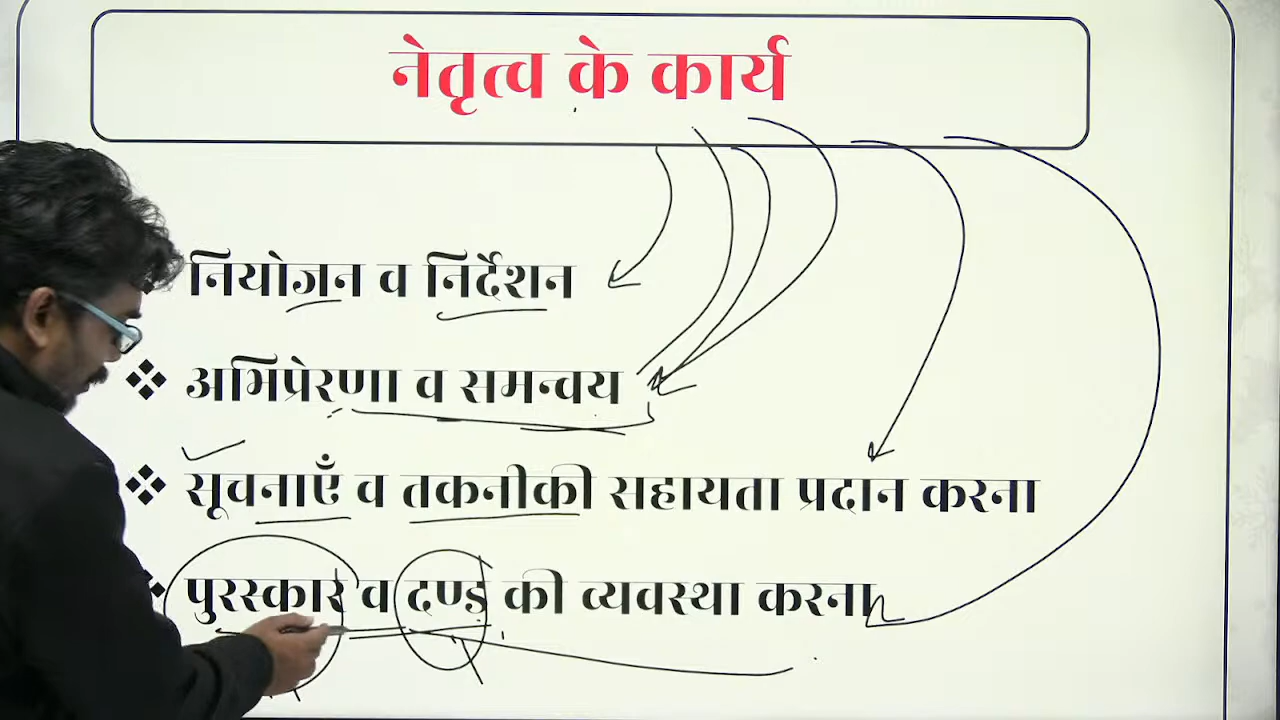 नेतृत्व के कार्य
नियोजन व निर्देशन
❖ अभिप्रेरणा व समन्वय
❖ सूचनाएँ व तकनीकी सहायता प्रदान करना
पुरस्कार व दण्ड की व्यवस्था करना